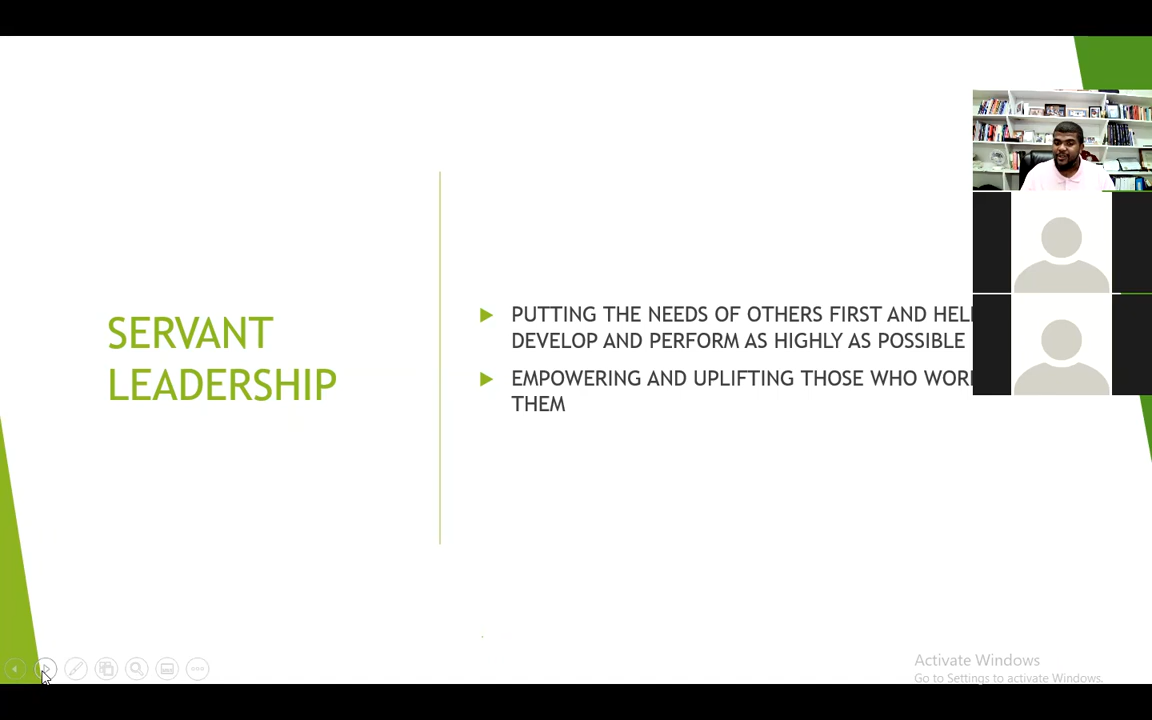 SERVANT
LEADERSHIP
PUTTING THE NEEDS OF OTHERS FIRST AND
DEVELOP AND PERFORM AS HIGHLY AS POSSIBLE
EMPOWERING AND UPLIFTING THOSE WHO
THEM
Activate Windows
Go to Settings to activate Windows.